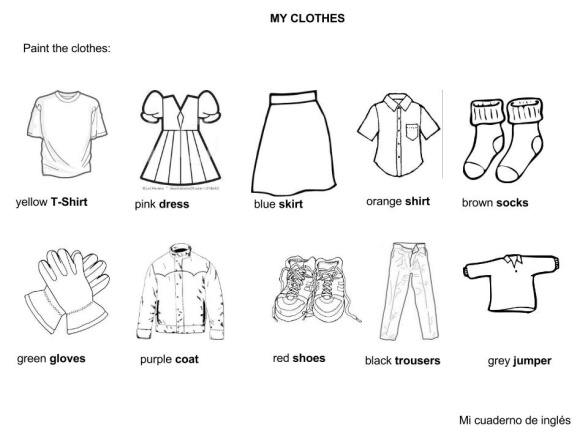 MY CLOTHES
Paint the clothes:
yellow T-Shirt
pink dress
blue skirt
orange shirt
brown socks
green gloves
purple coat
red shoes
black trousers
grey jumper
Mi cuaderno de inglés